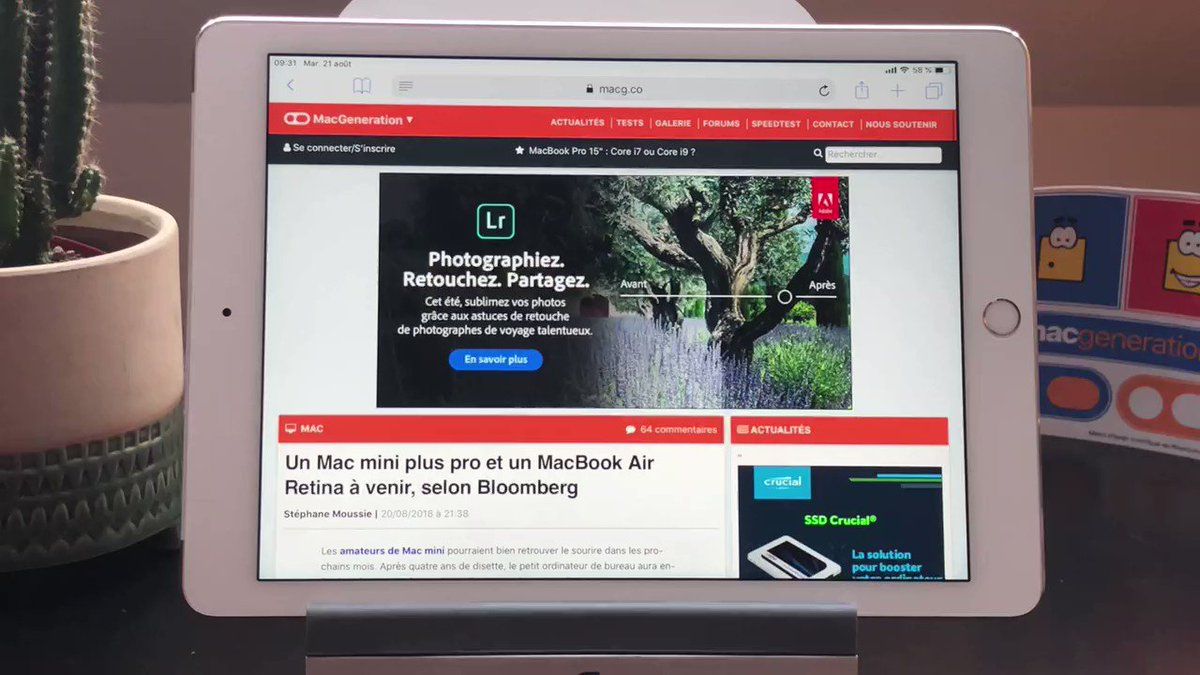 09:31 Mar. 21 août
58 %
macg.co
MacGeneration ▾
ACTUALITÉS | TESTS | GALERIE | FORUMS | SPEEDTEST | CONTACT | NOUS SOUTENIR
Se connecter/S'inscrire
★ MacBook Pro 15" : Core i7 ou Core i9 ?
Rechercher
Lr
Photographiez.
Retouchez. Partagez.
Cet été, sublimez vos photos
grâce aux astuces de retouche
de photographes de voyage talentueux.
En savoir plus
Avant
Après
Adobe
MAC
64 commentaires
Un Mac mini plus pro et un MacBook Air
Retina à venir, selon Bloomberg
Stéphane Moussie | 20/08/2018 à 21:38
Les amateurs de Mac mini pourraient bien retrouver le sourire dans les pro-
chains mois. Après quatre ans de disette, le petit ordinateur de bureau aura en-
ACTUALITÉS
crucial
SSD Crucial®
La solution
pour booster
votre ordinateur
macgeneration